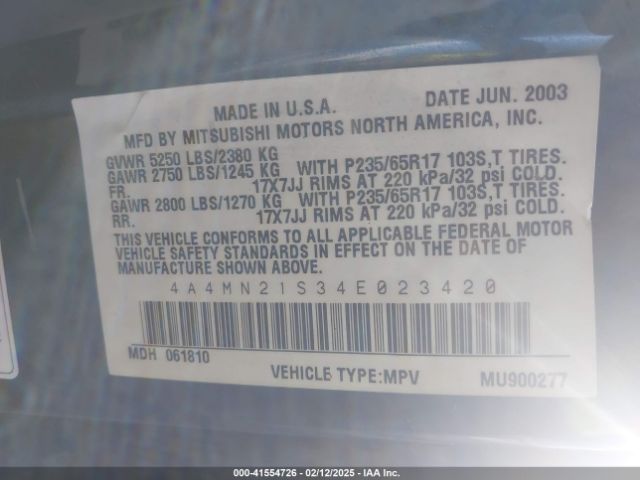 MADE IN U.S.A. DATE JUN. 2003
MFD BY MITSUBISHI MOTORS NORTH AMERICA, INC.
GVWR 5250 LBS/2380 KG
GAWR 2750 LBS/1245 KG WITH P235/65R17 103S,T TIRES.
FR. 17X7JJ RIMS AT 220 kPa/32 psi COLD.
GAWR 2800 LBS/1270 KG WITH P235/65R17 103S,T TIRES.
RR. 17X7JJ RIMS AT 220 kPa/32 psi COLD.
THIS VEHICLE CONFORMS TO ALL APPLICABLE FEDERAL MOTOR
VEHICLE SAFETY STANDARDS IN EFFECT ON THE DATE OF
MANUFACTURE SHOWN ABOVE.
4A4MN21S34E023420
MDH 061810
VEHICLE TYPE:MPV MU900277
000-41554726 - 02/12/2025 - IAA Inc.